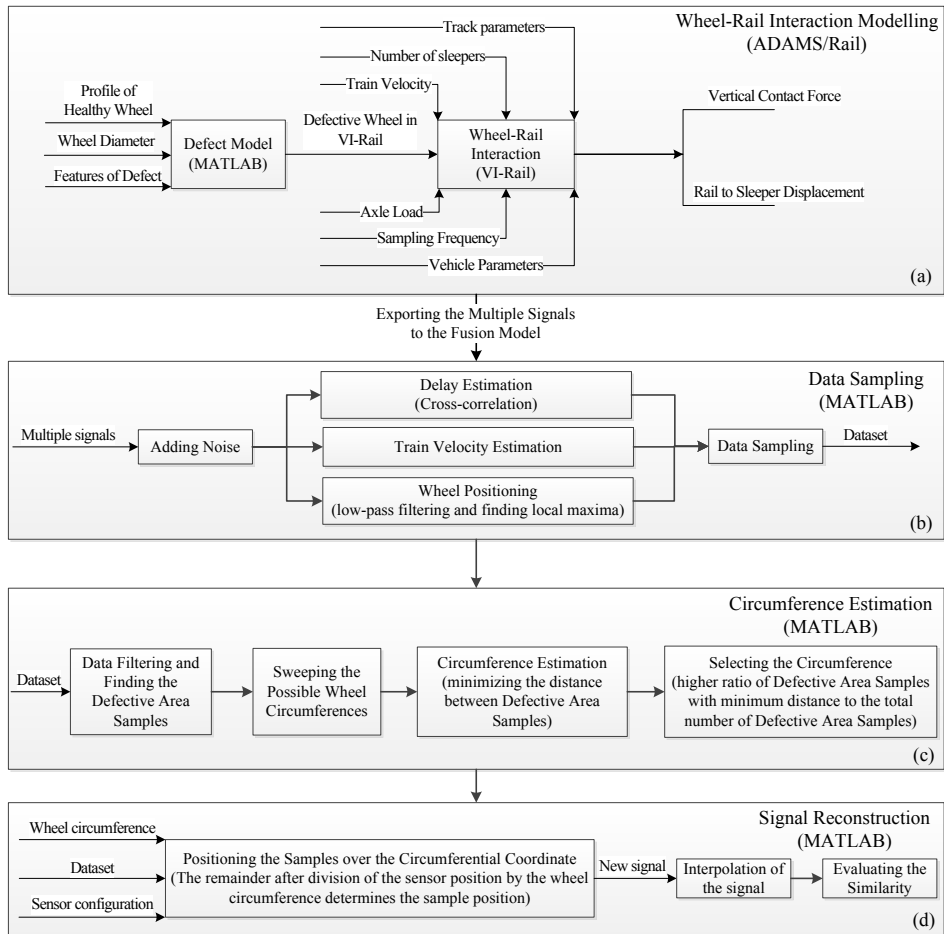 Wheel-Rail Interaction Modelling
(ADAMS/Rail)
Track parameters
Number of sleepers
Train Velocity
Profile of
Healthy Wheel
Wheel Diameter
Features of Defect
Defect Model
(MATLAB)
Defective Wheel in
VI-Rail
Wheel-Rail
Interaction
(VI-Rail)
Vertical Contact Force
Rail to Sleeper Displacement
Axle Load
Sampling Frequency
Vehicle Parameters
(a)
Exporting the Multiple Signals
to the Fusion Model
Data Sampling
(MATLAB)
Multiple signals
Adding Noise
Delay Estimation
(Cross-correlation)
Train Velocity Estimation
Wheel Positioning
(low-pass filtering and finding local maxima)
Data Sampling
Dataset
(b)
Circumference Estimation
(MATLAB)
Dataset
Data Filtering and
Finding the
Defective Area
Samples
Sweeping the
Possible Wheel
Circumferences
Circumference Estimation
(minimizing the distance
between Defective Area
Samples)
Selecting the Circumference
(higher ratio of Defective Area Samples
with minimum distance to the total
number of Defective Area Samples)
(c)
Signal Reconstruction
(MATLAB)
Wheel circumference
Dataset
Sensor configuration
Positioning the Samples over the Circumferential Coordinate
(The remainder after division of the sensor position by the wheel
circumference determines the sample position)
New signal
Interpolation of
the signal
Evaluating the
Similarity
(d)